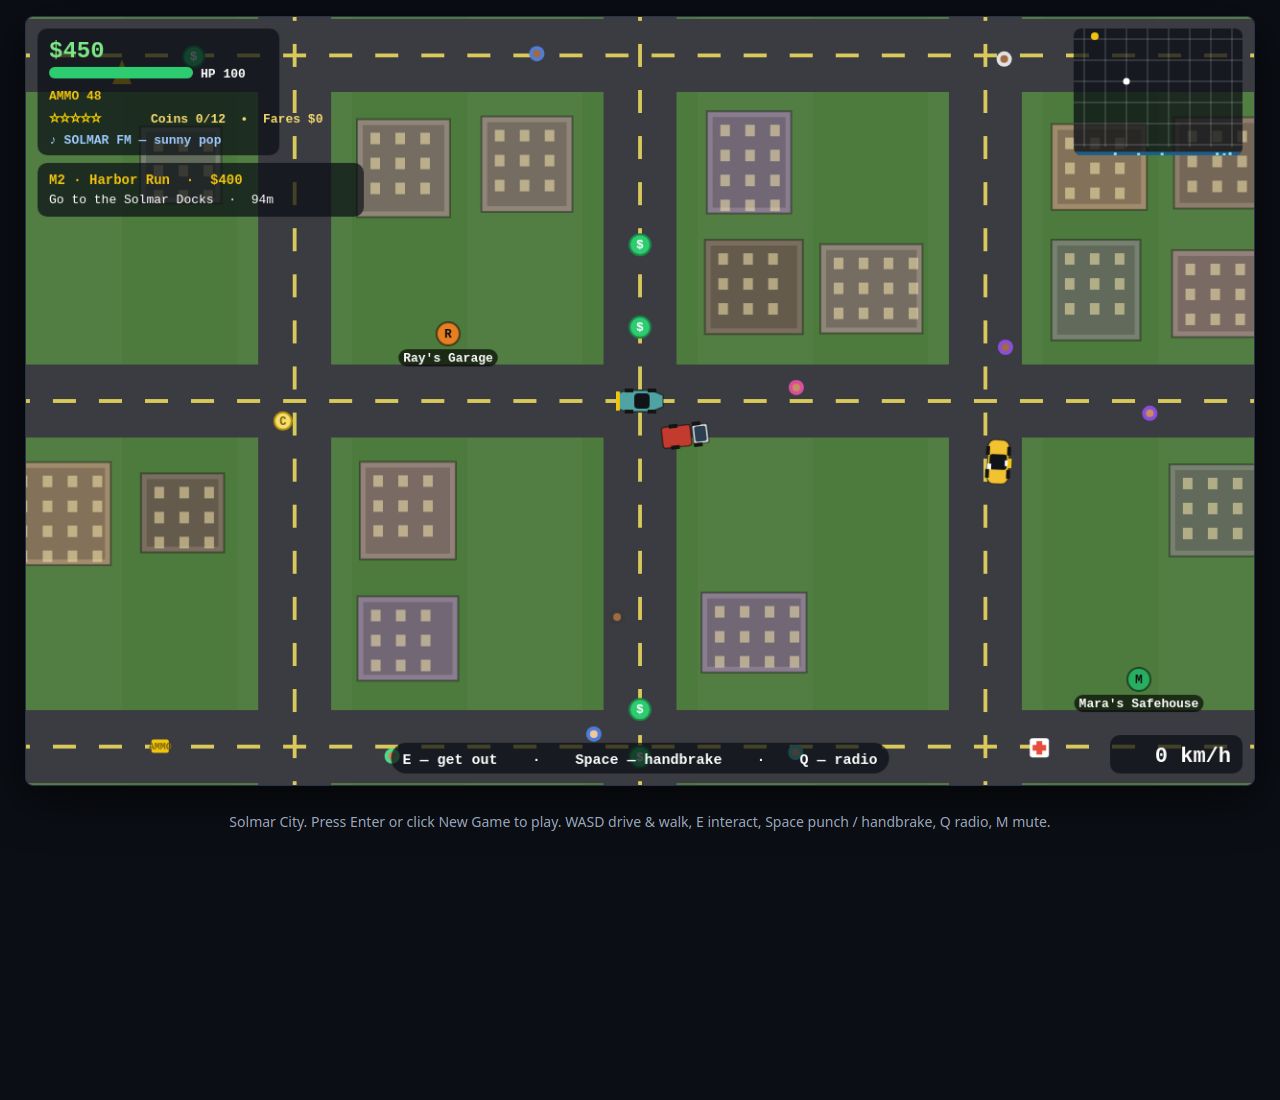 $450
HP 100
AMMO 48
☆☆☆☆☆ Coins 0/12 • Fares $0
♪ SOLMAR FM — sunny pop
M2 · Harbor Run · $400
Go to the Solmar Docks · 94m
$
$
$
R
Ray's Garage
C
$
M
Mara's Safehouse
AMMO
$
E — get out · Space — handbrake · Q — radio
0 km/h
Solmar City. Press Enter or click New Game to play. WASD drive & walk, E interact, Space punch / handbrake, Q radio, M mute.